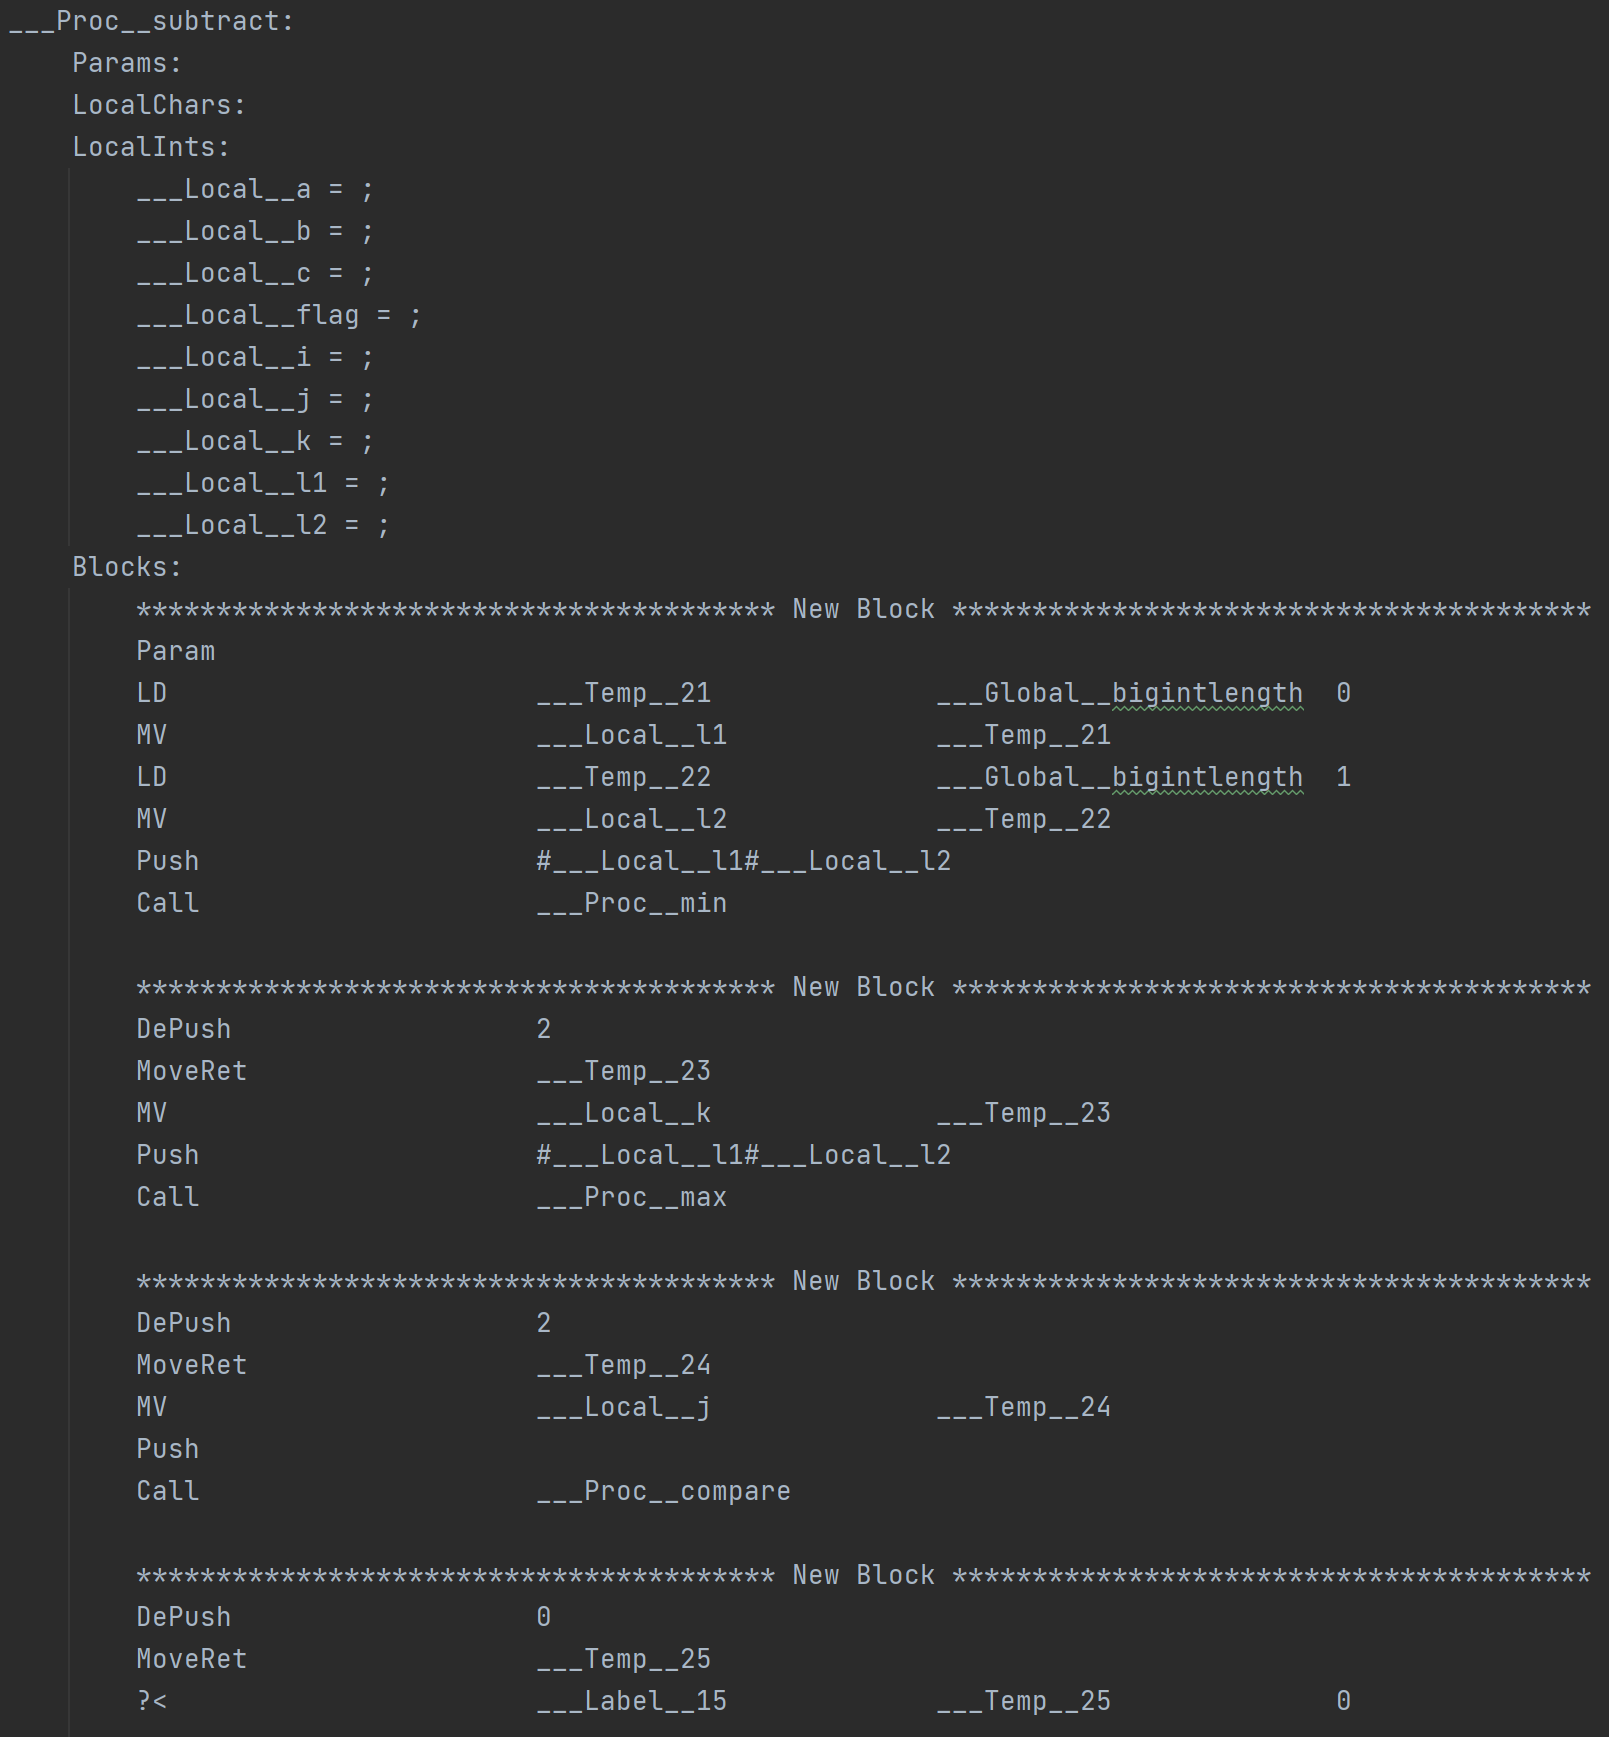 ___Proc__subtract:
    Params:
    LocalChars:
    LocalInts:
        ___Local__a = ;
        ___Local__b = ;
        ___Local__c = ;
        ___Local__flag = ;
        ___Local__i = ;
        ___Local__j = ;
        ___Local__k = ;
        ___Local__l1 = ;
        ___Local__l2 = ;
    Blocks:
        **************************************** New Block ****************************************
        Param
        LD                       ___Temp__21              ___Global__bigintlength  0
        MV                       ___Local__l1             ___Temp__21
        LD                       ___Temp__22              ___Global__bigintlength  1
        MV                       ___Local__l2             ___Temp__22
        Push                     #___Local__l1#___Local__l2
        Call                     ___Proc__min

        **************************************** New Block ****************************************
        DePush                   2
        MoveRet                  ___Temp__23
        MV                       ___Local__k              ___Temp__23
        Push                     #___Local__l1#___Local__l2
        Call                     ___Proc__max

        **************************************** New Block ****************************************
        DePush                   2
        MoveRet                  ___Temp__24
        MV                       ___Local__j              ___Temp__24
        Push
        Call                     ___Proc__compare

        **************************************** New Block ****************************************
        DePush                   0
        MoveRet                  ___Temp__25
        ?<                       ___Label__15             ___Temp__25              0